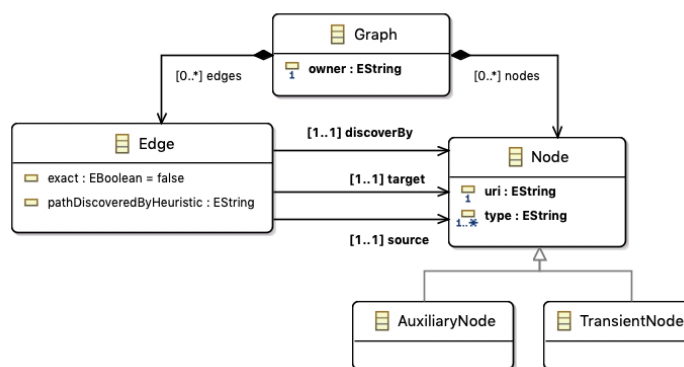 Graph
owner : EString
1
[0..*] edges
[0..*] nodes
Edge
exact : EBoolean = false
pathDiscoveredByHeuristic : EString
[1..1] discoverBy
[1..1] target
[1..1] source
Node
uri : EString
1
type : EString
1..*
AuxiliaryNode
TransientNode